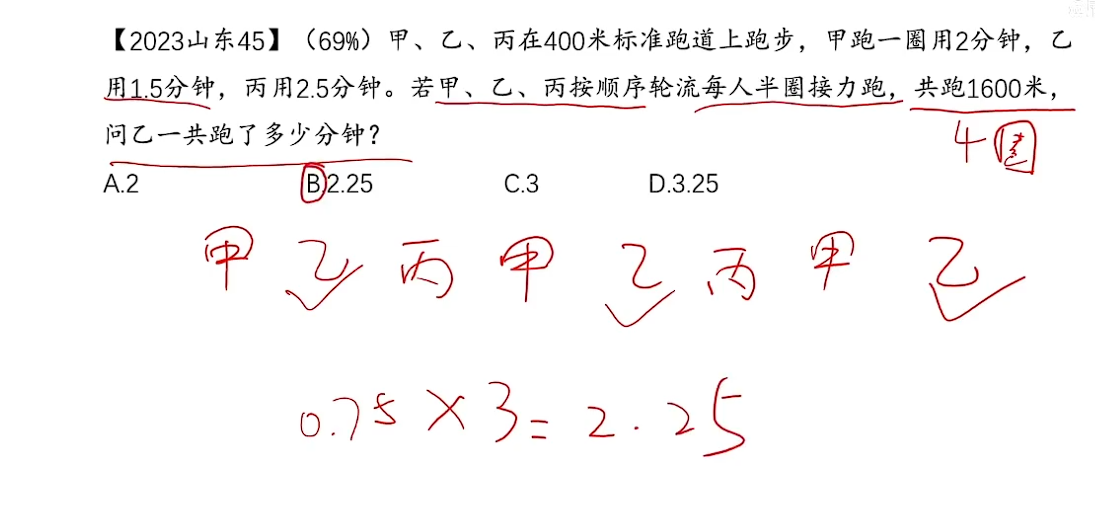 【2023山东45】（69%）甲、乙、丙在400米标准跑道上跑步，甲跑一圈用2分钟，乙
用1.5分钟，丙用2.5分钟。若甲、乙、丙按顺序轮流每人半圈接力跑，共跑1600米，
问乙一共跑了多少分钟？
4圈
A.2 B.2.25 C.3 D.3.25
甲 乙 丙 甲 乙 丙 甲 乙
0.75×3=2.25